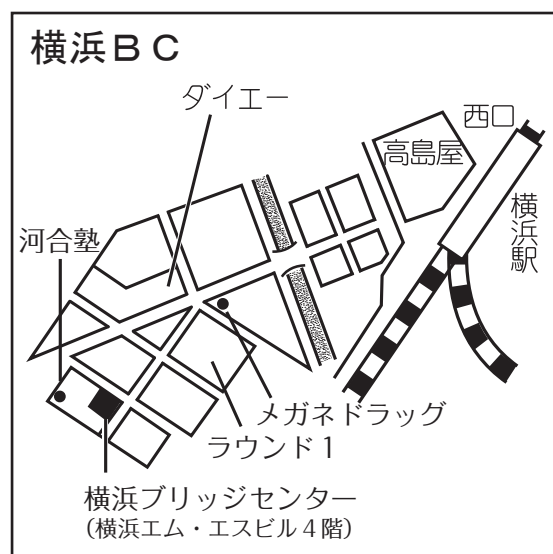 横浜ＢＣ
ダイエー
西口
高島屋
横浜駅
河合塾
メガネドラッグ
ラウンド１
横浜ブリッジセンター
（横浜エム・エスビル４階）